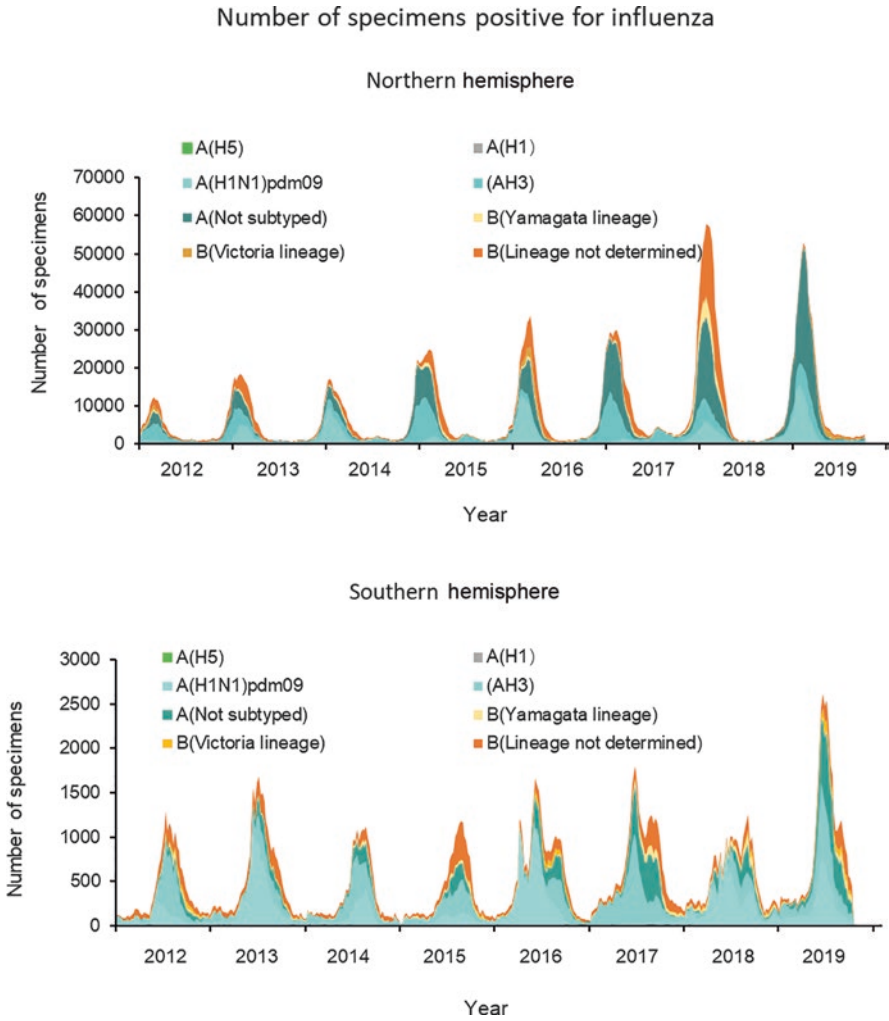 Number of specimens positive for influenza
Northern hemisphere
A(H5) A(H1)
A(H1N1)pdm09 (AH3)
A(Not subtyped) B(Yamagata lineage)
B(Victoria lineage) B(Lineage not determined)
70000
60000
50000
40000
30000
20000
10000
0
Number of specimens
2012 2013 2014 2015 2016 2017 2018 2019
Year
Southern hemisphere
A(H5) A(H1)
A(H1N1)pdm09 (AH3)
A(Not subtyped) B(Yamagata lineage)
B(Victoria lineage) B(Lineage not determined)
3000
2500
2000
1500
1000
500
0
Number of specimens
2012 2013 2014 2015 2016 2017 2018 2019
Year